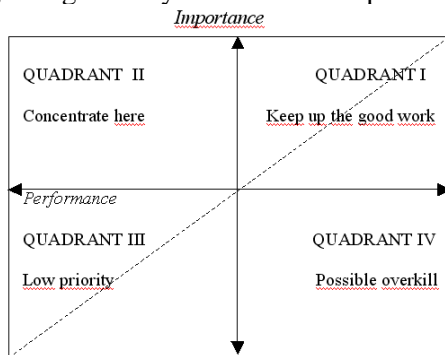 Importance
QUADRANT II
QUADRANT I
Concentrate here
Keep up the good work
Performance
QUADRANT III
QUADRANT IV
Low priority
Possible overkill